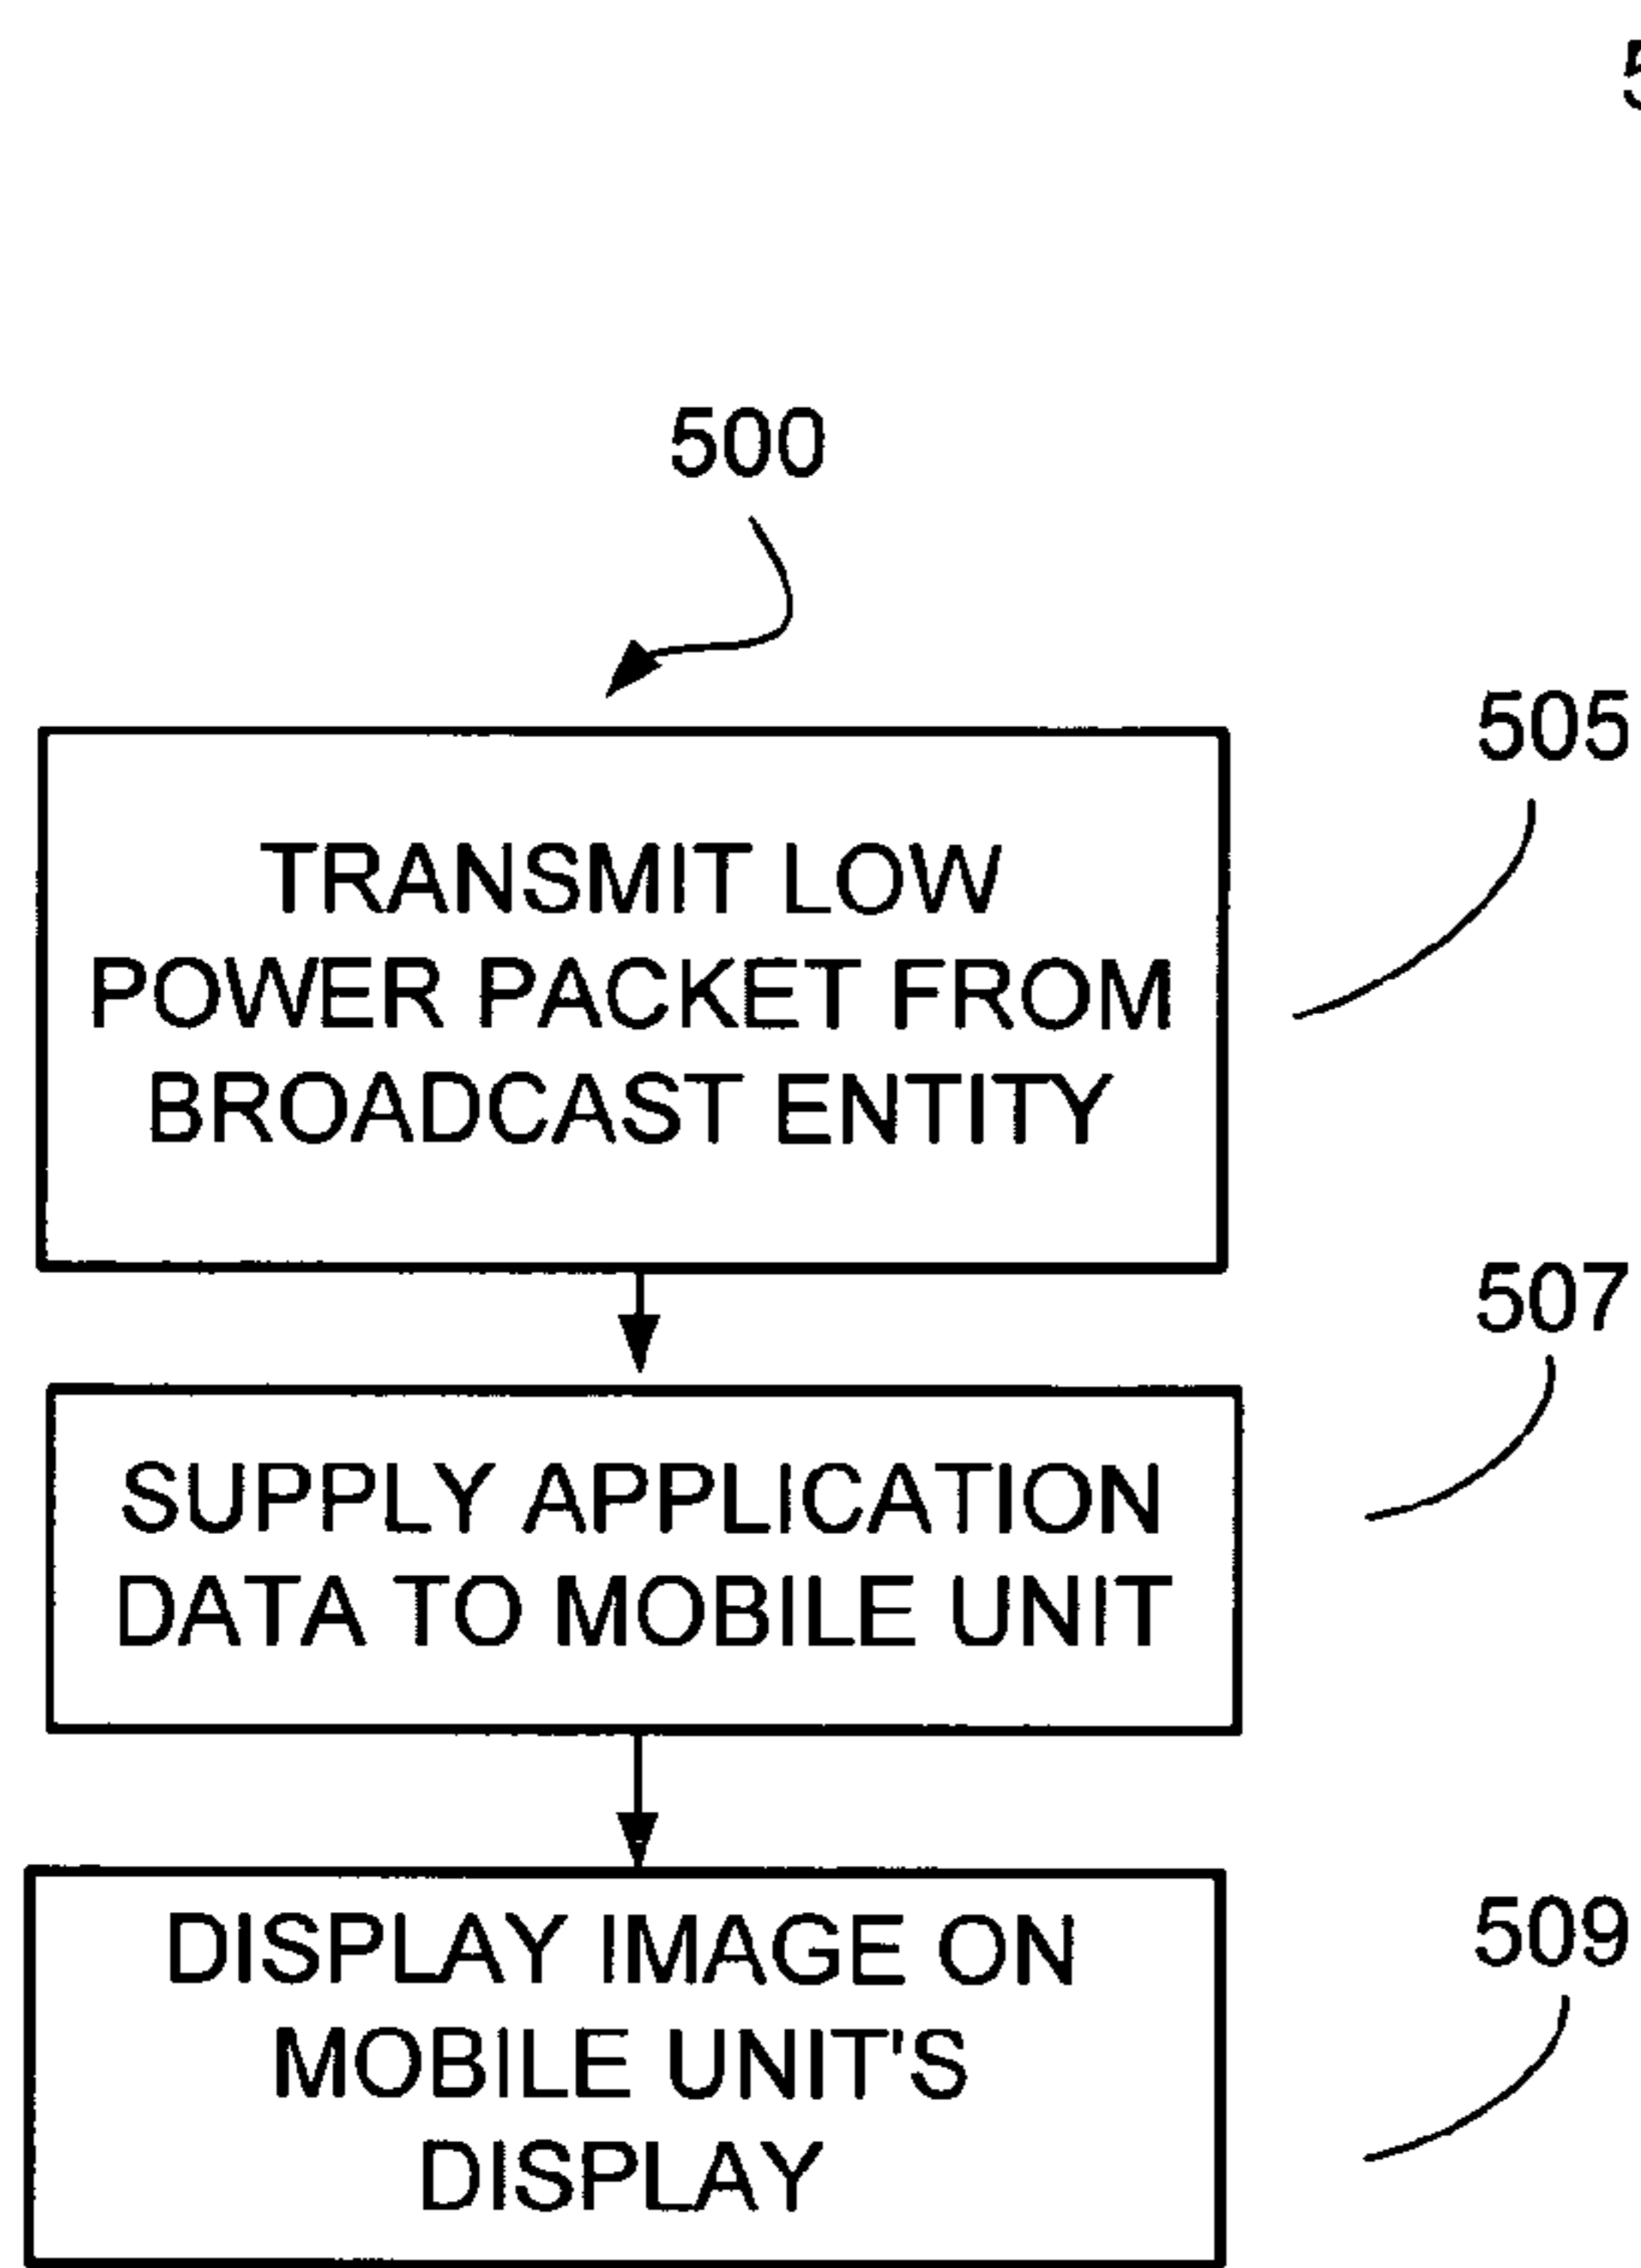 500
505
TRANSMIT LOW
POWER PACKET FROM
BROADCAST ENTITY
507
SUPPLY APPLICATION
DATA TO MOBILE UNIT
509
DISPLAY IMAGE ON
MOBILE UNIT'S
DISPLAY